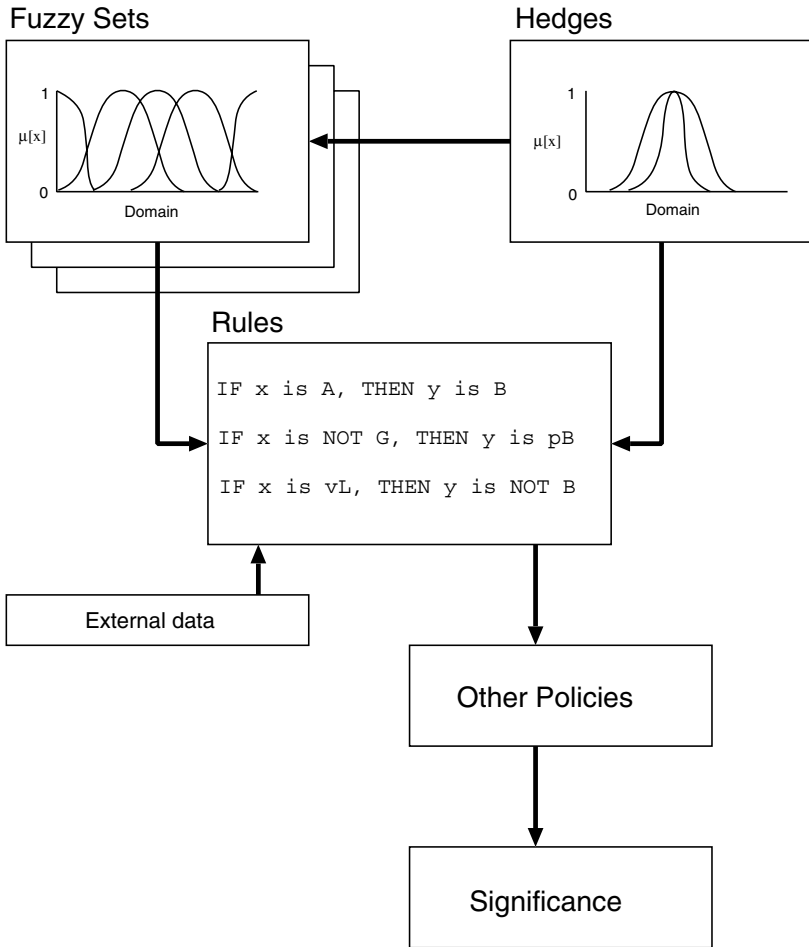 Fuzzy Sets
1
μ[x]
0
Domain
Hedges
1
μ[x]
0
Domain
Rules
IF x is A, THEN y is B
IF x is NOT G, THEN y is pB
IF x is vL, THEN y is NOT B
External data
Other Policies
Significance